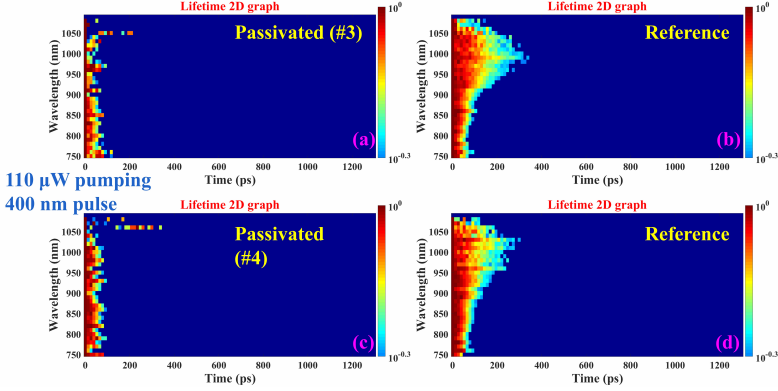 Lifetime 2D graph
Lifetime 2D graph
Passivated (#3)
Reference
Wavelength (nm)
1050
1000
950
900
850
800
750
(a)
10^0
10^-0.3
Wavelength (nm)
1050
1000
950
900
850
800
750
(b)
10^0
10^-0.3
0 200 400 600 800 1000 1200
Time (ps)
0 200 400 600 800 1000 1200
Time (ps)
110 µW pumping
400 nm pulse
Lifetime 2D graph
Lifetime 2D graph
Passivated
(#4)
Reference
Wavelength (nm)
1050
1000
950
900
850
800
750
(c)
10^0
10^-0.3
Wavelength (nm)
1050
1000
950
900
850
800
750
(d)
10^0
10^-0.3
0 200 400 600 800 1000 1200
Time (ps)
0 200 400 600 800 1000 1200
Time (ps)